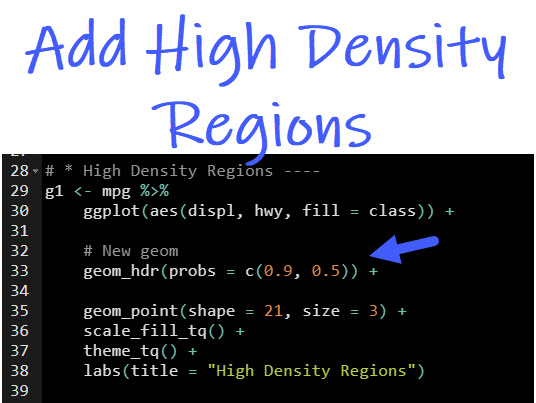 Add High Density
Regions
28 # * High Density Regions ----
29 g1 <- mpg %>%
30 ggplot(aes(displ, hwy, fill = class)) +
31
32 # New geom
33 geom_hdr(probs = c(0.9, 0.5)) +
34
35 geom_point(shape = 21, size = 3) +
36 scale_fill_tq() +
37 theme_tq() +
38 labs(title = "High Density Regions")
39